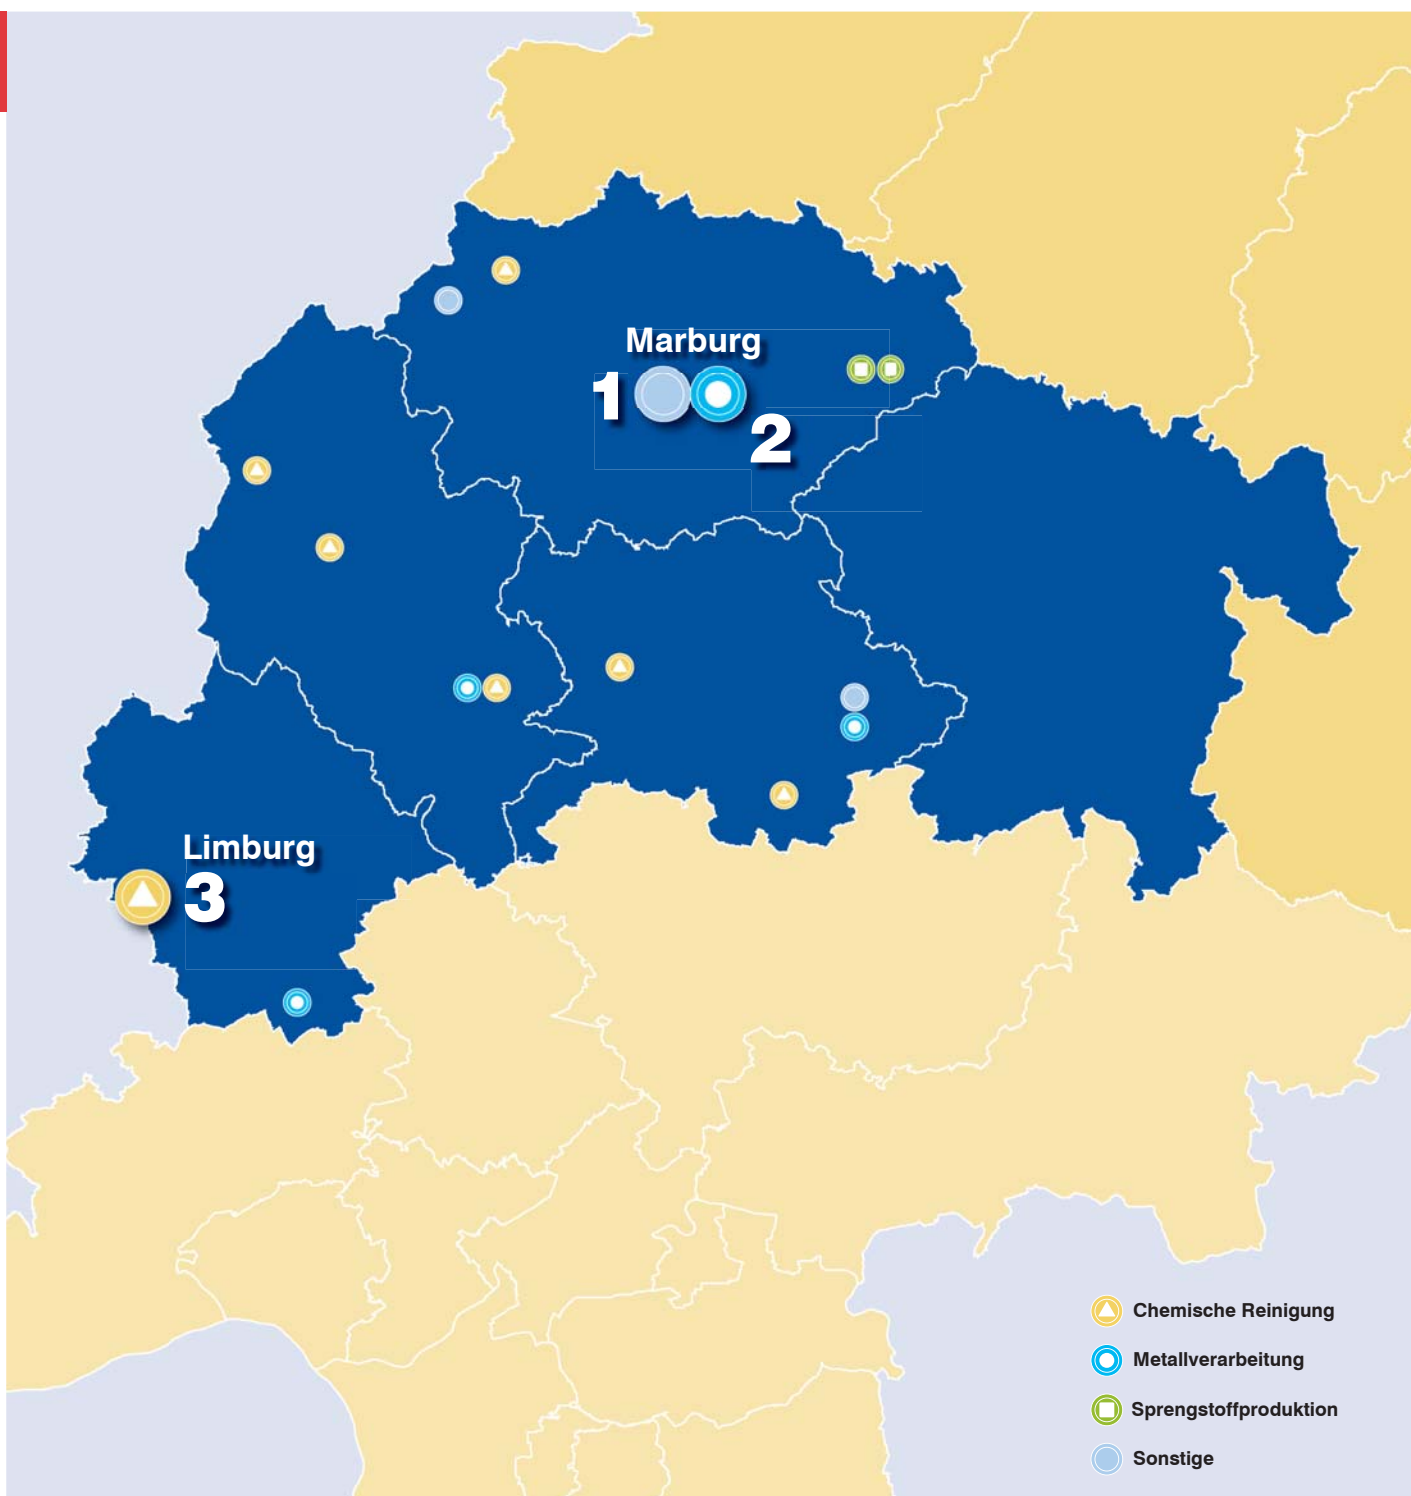 Marburg
1
2
Limburg
3
Chemische Reinigung
Metallverarbeitung
Sprengstoffproduktion
Sonstige